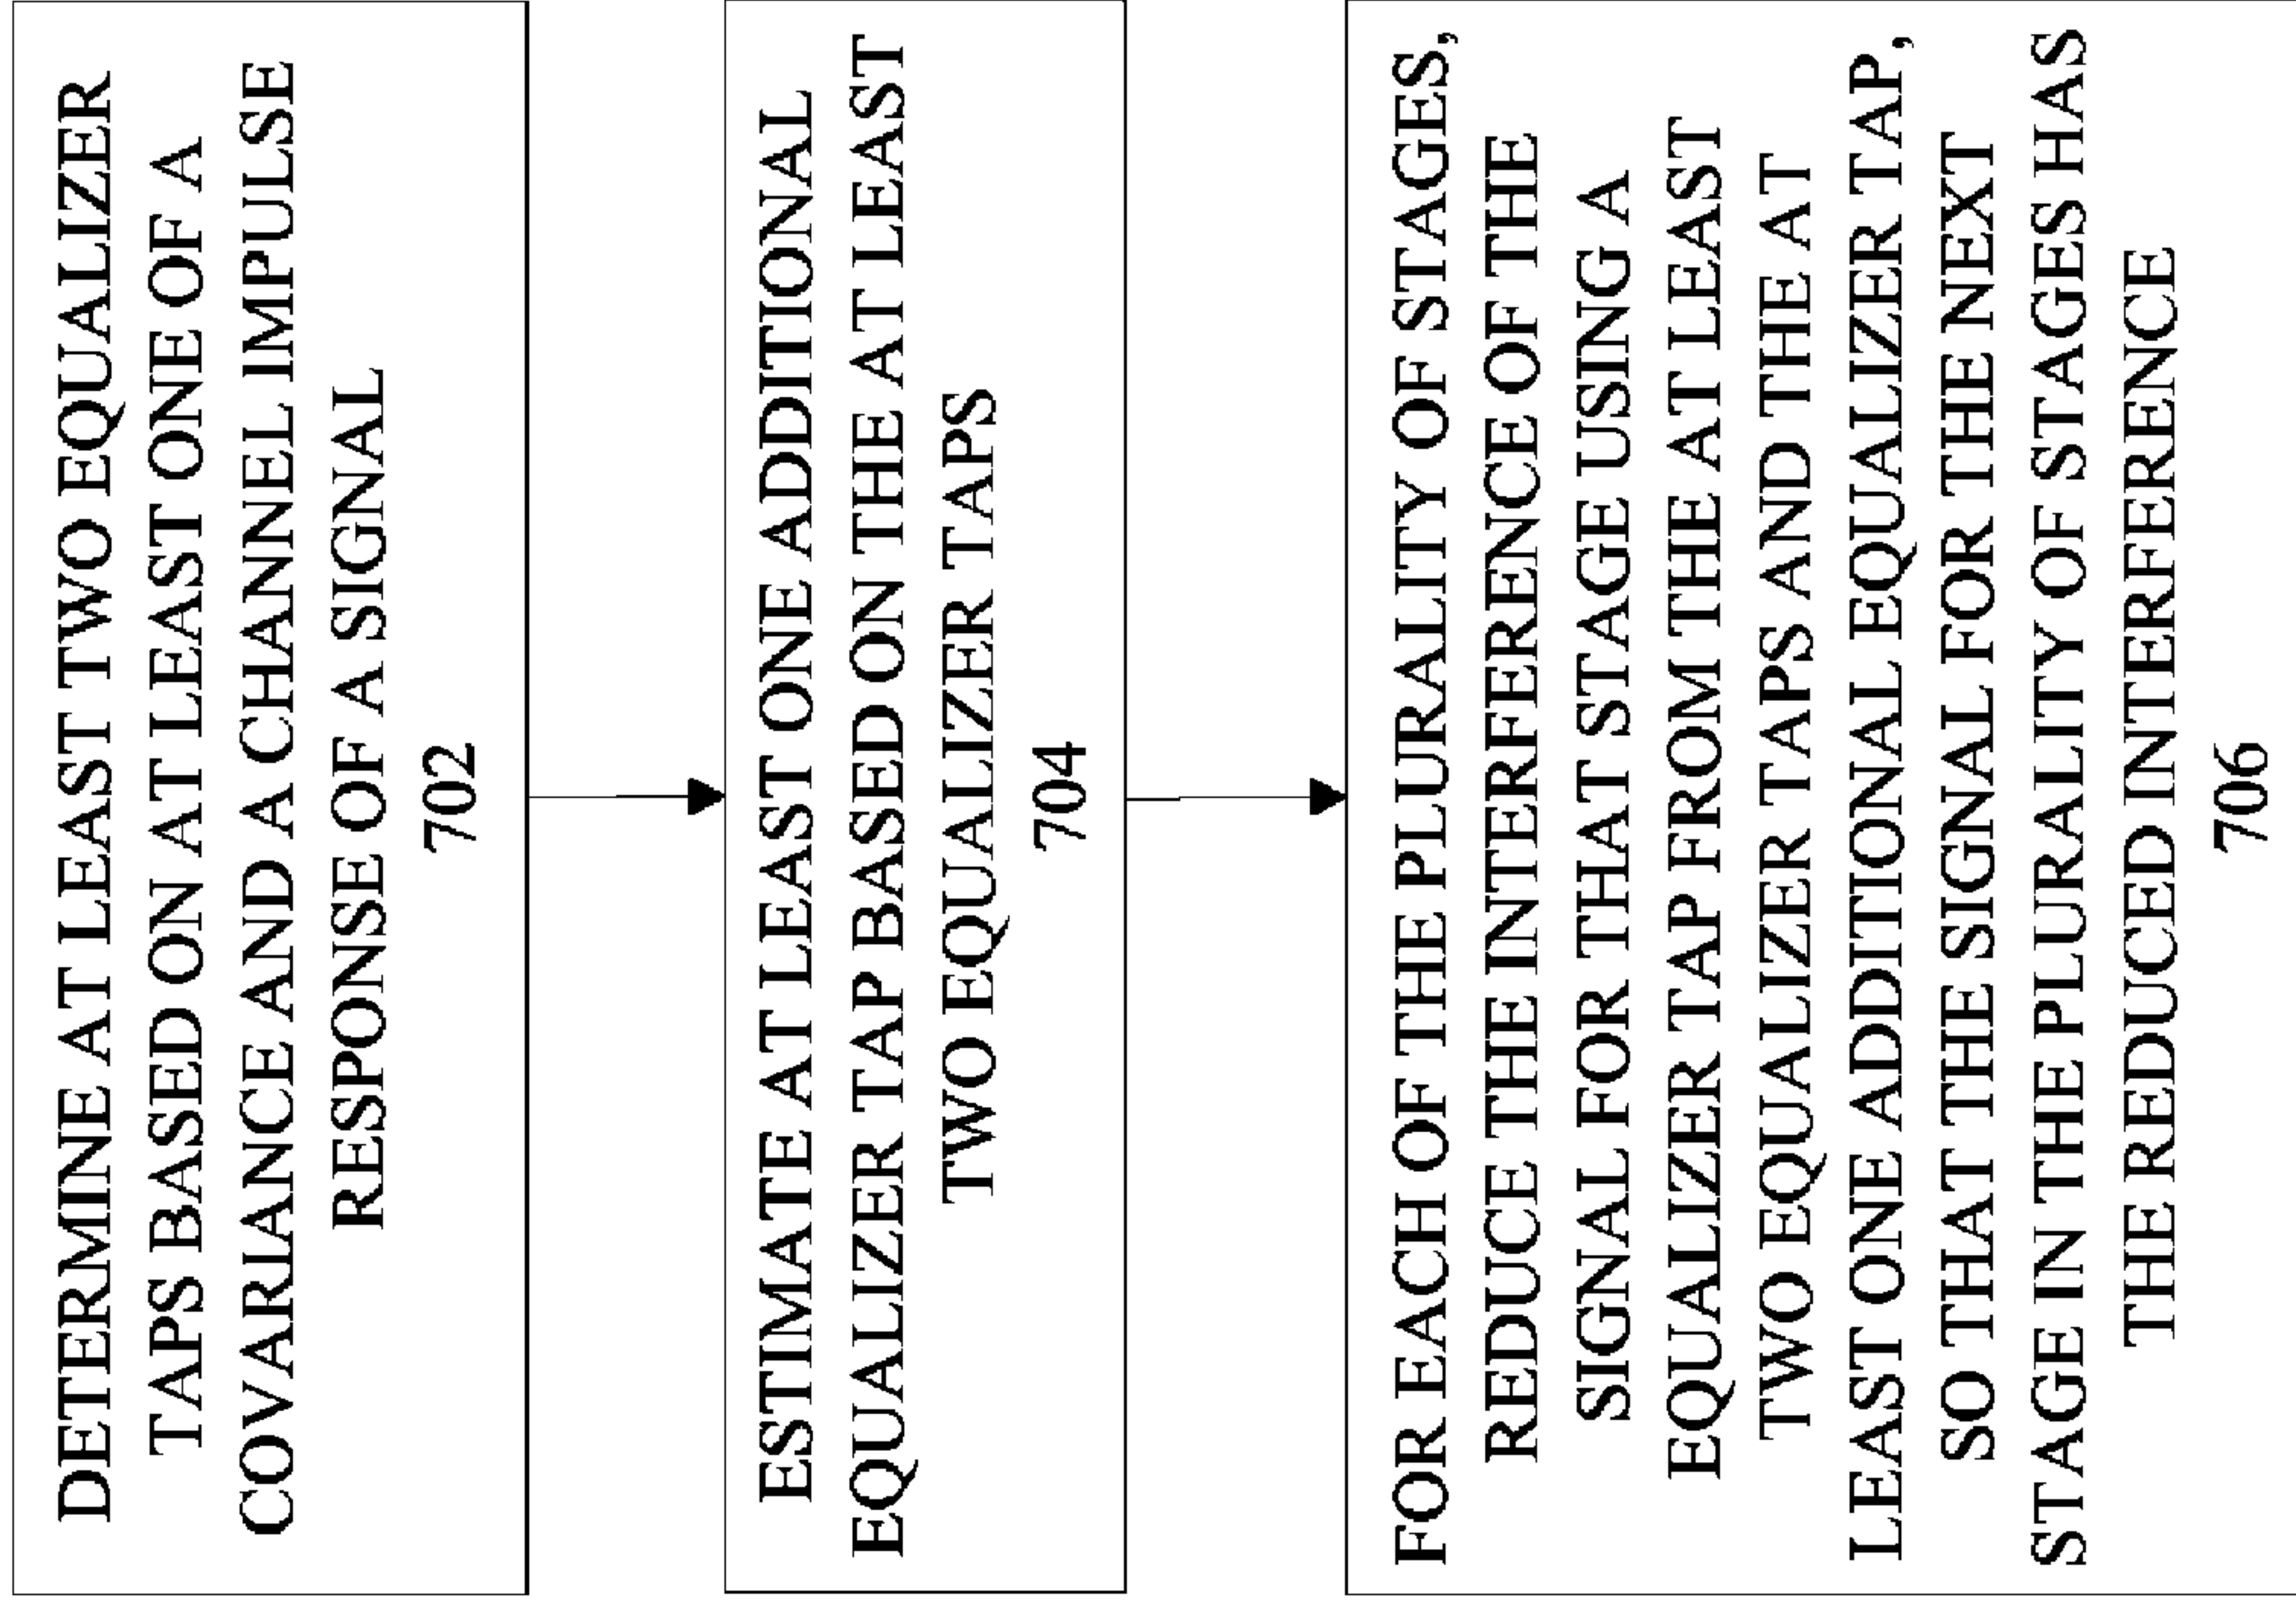 DETERMINE AT LEAST TWO EQUALIZER
TAPS BASED ON AT LEAST ONE OF A
COVARIANCE AND A CHANNEL IMPULSE
RESPONSE OF A SIGNAL
702
ESTIMATE AT LEAST ONE ADDITIONAL
EQUALIZER TAP BASED ON THE AT LEAST
TWO EQUALIZER TAPS
704
FOR EACH OF THE PLURALITY OF STAGES,
REDUCE THE INTERFERENCE OF THE
SIGNAL FOR THAT STAGE USING A
EQUALIZER TAP FROM THE AT LEAST
TWO EQUALIZER TAPS AND THE AT
LEAST ONE ADDITIONAL EQUALIZER TAP,
SO THAT THE SIGNAL FOR THE NEXT
STAGE IN THE PLURALITY OF STAGES HAS
THE REDUCED INTERFERENCE
706